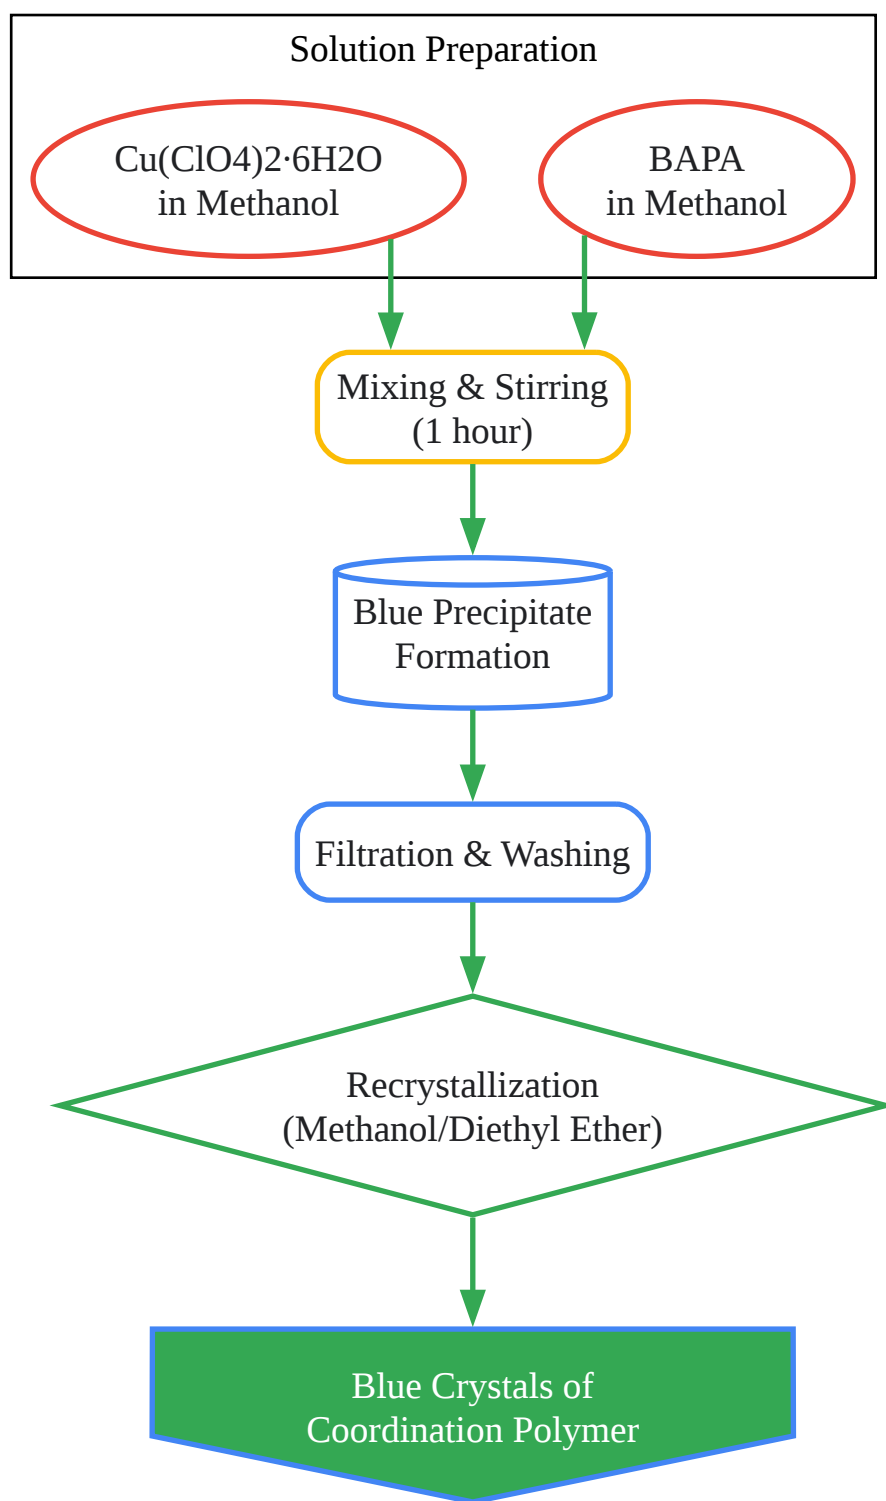 Solution Preparation
Cu(ClO4)2·6H2O
in Methanol
BAPA
in Methanol
Mixing & Stirring
(1 hour)
Blue Precipitate
Formation
Filtration & Washing
Recrystallization
(Methanol/Diethyl Ether)
Blue Crystals of
Coordination Polymer